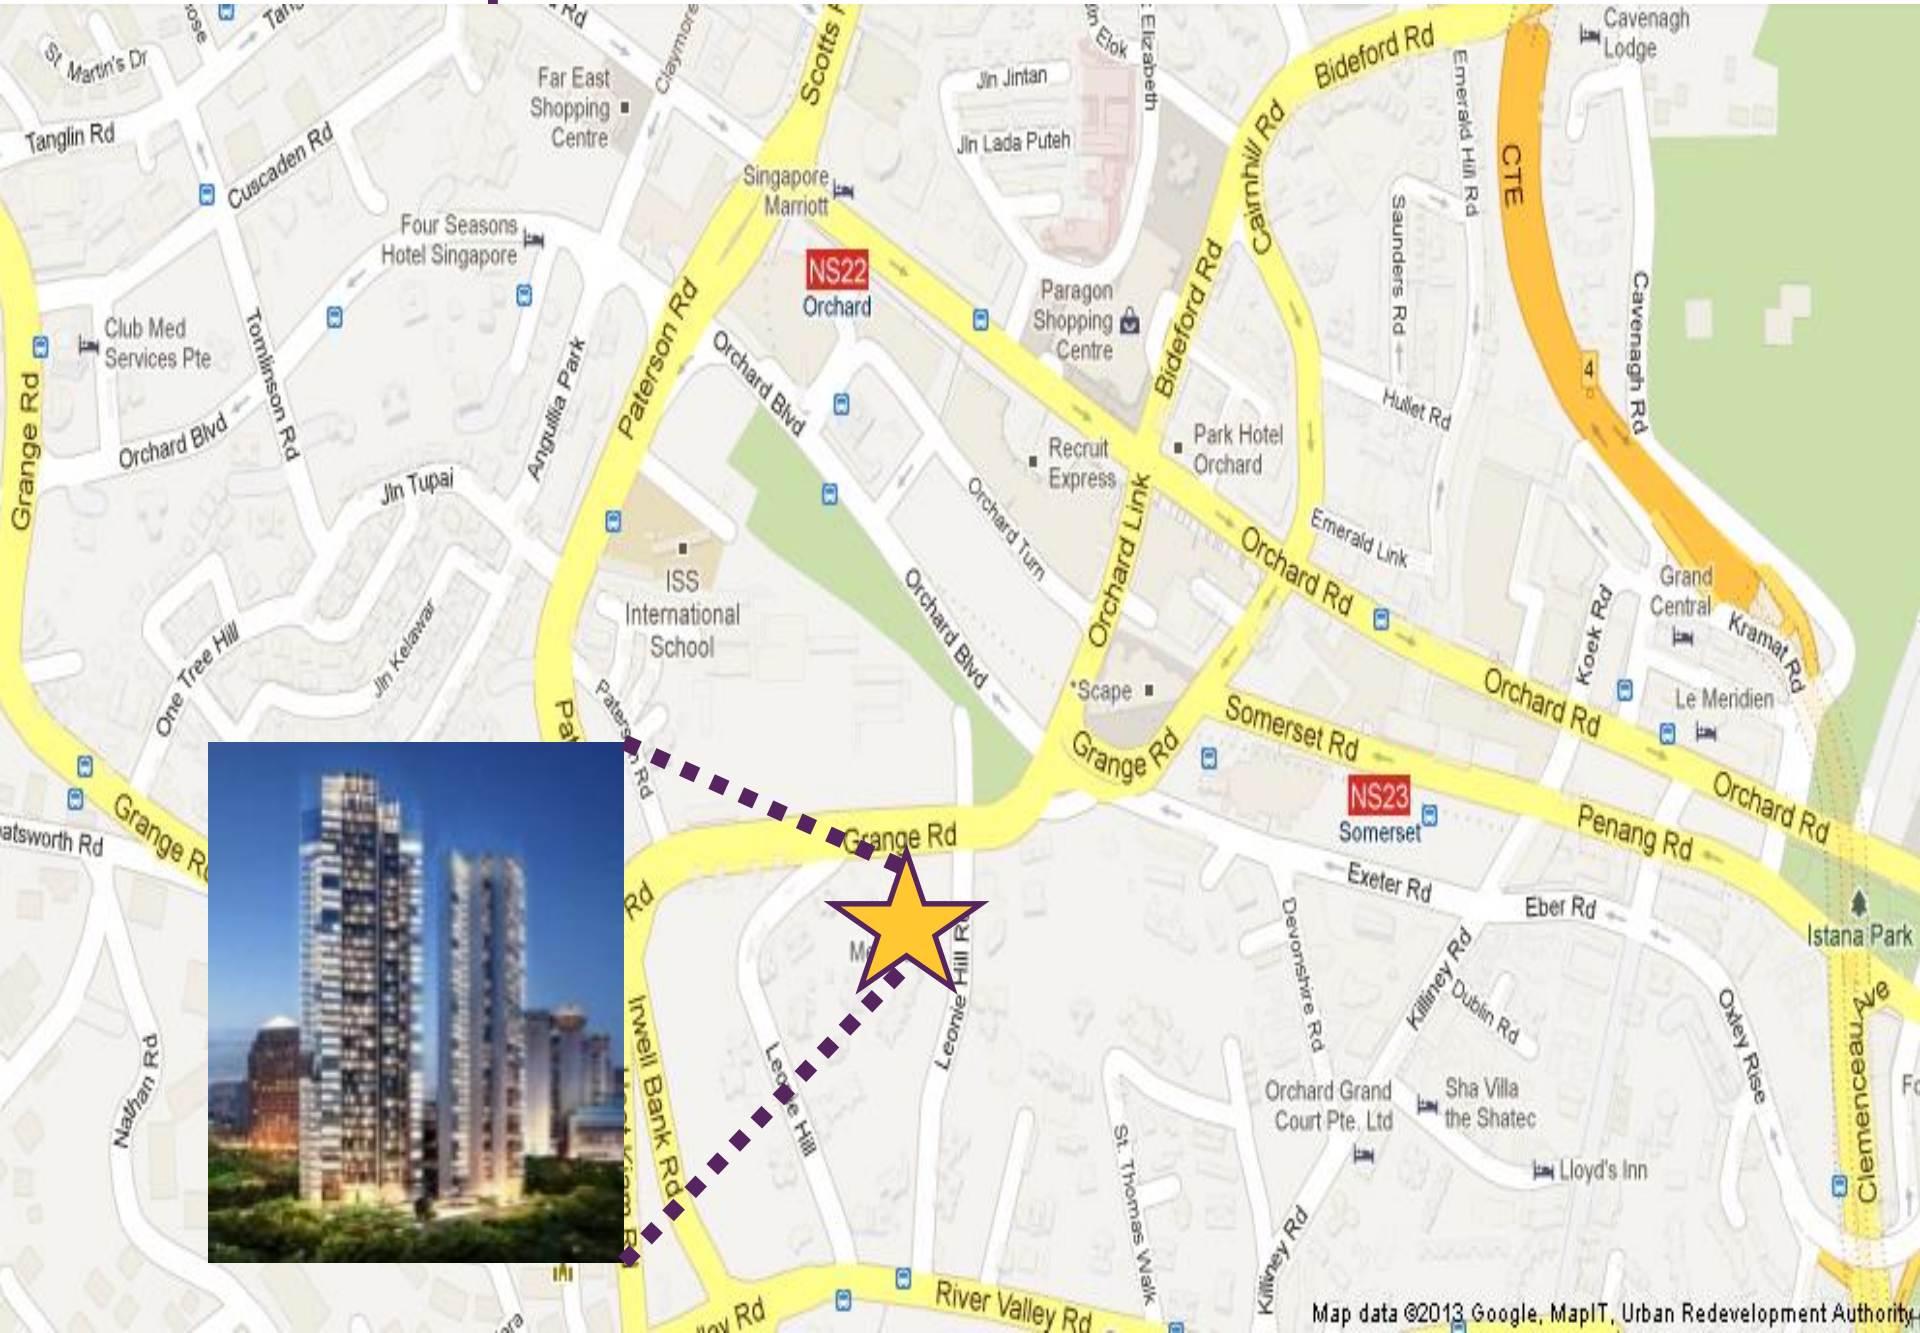 St. Martin's Dr
Rd
Claymore
Scotts
Jln Elok
Elizabeth
Bideford Rd
Cavenagh
Lodge
Far East
Shopping
Centre
Jln Jintan
Emerald Hill Rd
CTE
Tanglin Rd
Cuscaden Rd
Jln Lada Puteh
Cairnhill Rd
Singapore
Marriott
Saunders Rd
Four Seasons
Hotel Singapore
NS22
Orchard
Paragon
Shopping
Centre
Bideford Rd
Cavenagh Rd
Club Med
Services Pte
Tomlinson Rd
Angullia Park
Paterson Rd
Orchard Blvd
4
Hullet Rd
Grange Rd
Orchard Blvd
Recruit
Express
Park Hotel
Orchard
Jln Tupai
Orchard Turn
Orchard Link
Emerald Link
Orchard Rd
ISS
International
School
Orchard Blvd
Grand
Central
Koek Rd
Kramat Rd
One Tree Hill
Jln Kelawar
*Scape
Orchard Rd
Le Meridien
Somerset Rd
Grange Rd
NS23
Somerset
Orchard Rd
Grange Rd
atsworth Rd
Grange Rd
Penang Rd
Exeter Rd
Eber Rd
Rd
Istana Park
Devonshire Rd
Killiney Rd
Dublin Rd
Leonie Hill Rd
Irwell Bank Rd
Oxley Rise
Clemenceau Ave
Nathan Rd
Leonie Hill
Orchard Grand
Court Pte. Ltd
Sha Villa
the Shatec
Lloyd's Inn
St. Thomas Walk
Killiney Rd
River Valley Rd
Clemenceau
Map data ©2013 Google, MapIT, Urban Redevelopment Authority